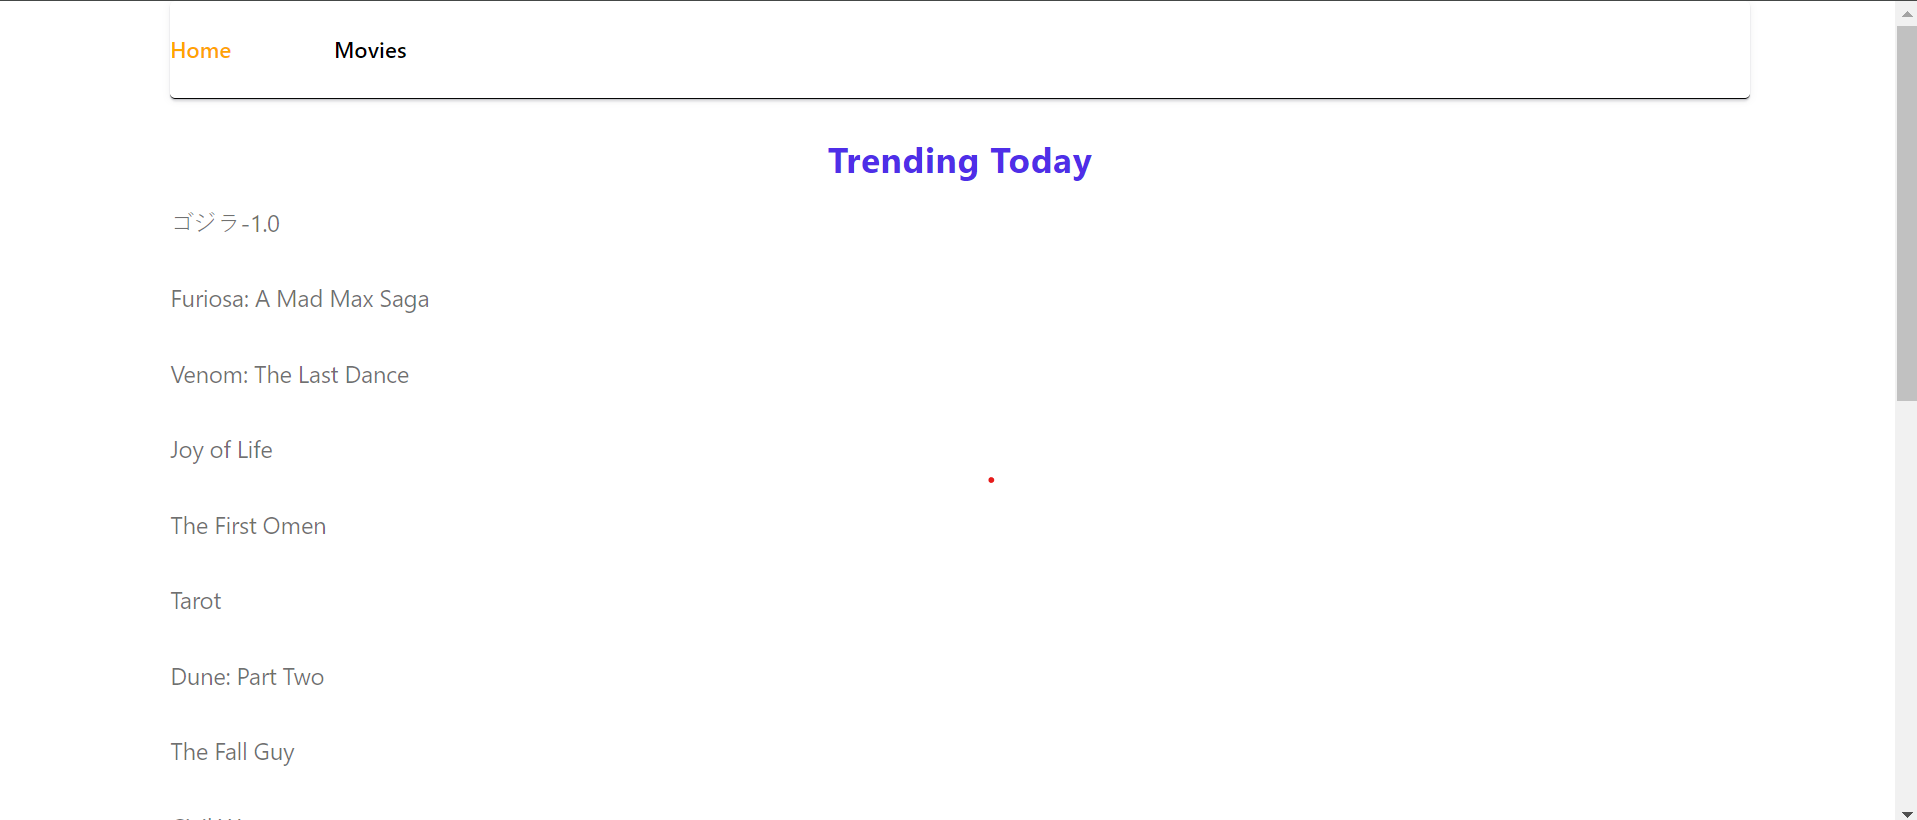 Home Movies
Trending Today
ゴジラ-1.0
Furiosa: A Mad Max Saga
Venom: The Last Dance
Joy of Life
The First Omen
Tarot
Dune: Part Two
The Fall Guy